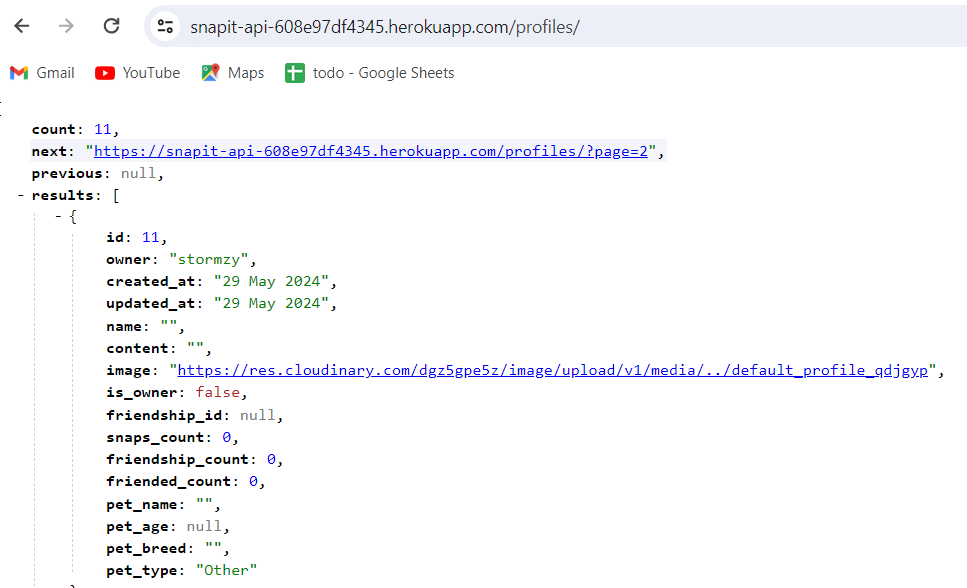 snapit-api-608e97df4345.herokuapp.com/profiles/
Gmail YouTube Maps todo - Google Sheets
count: 11,
next: "https://snapit-api-608e97df4345.herokuapp.com/profiles/?page=2",
previous: null,
- results: [
- {
id: 11,
owner: "stormzy",
created_at: "29 May 2024",
updated_at: "29 May 2024",
name: "",
content: "",
image: "https://res.cloudinary.com/dgz5gpe5z/image/upload/v1/media/../default_profile_qdjgyp",
is_owner: false,
friendship_id: null,
snaps_count: 0,
friendship_count: 0,
friended_count: 0,
pet_name: "",
pet_age: null,
pet_breed: "",
pet_type: "Other"